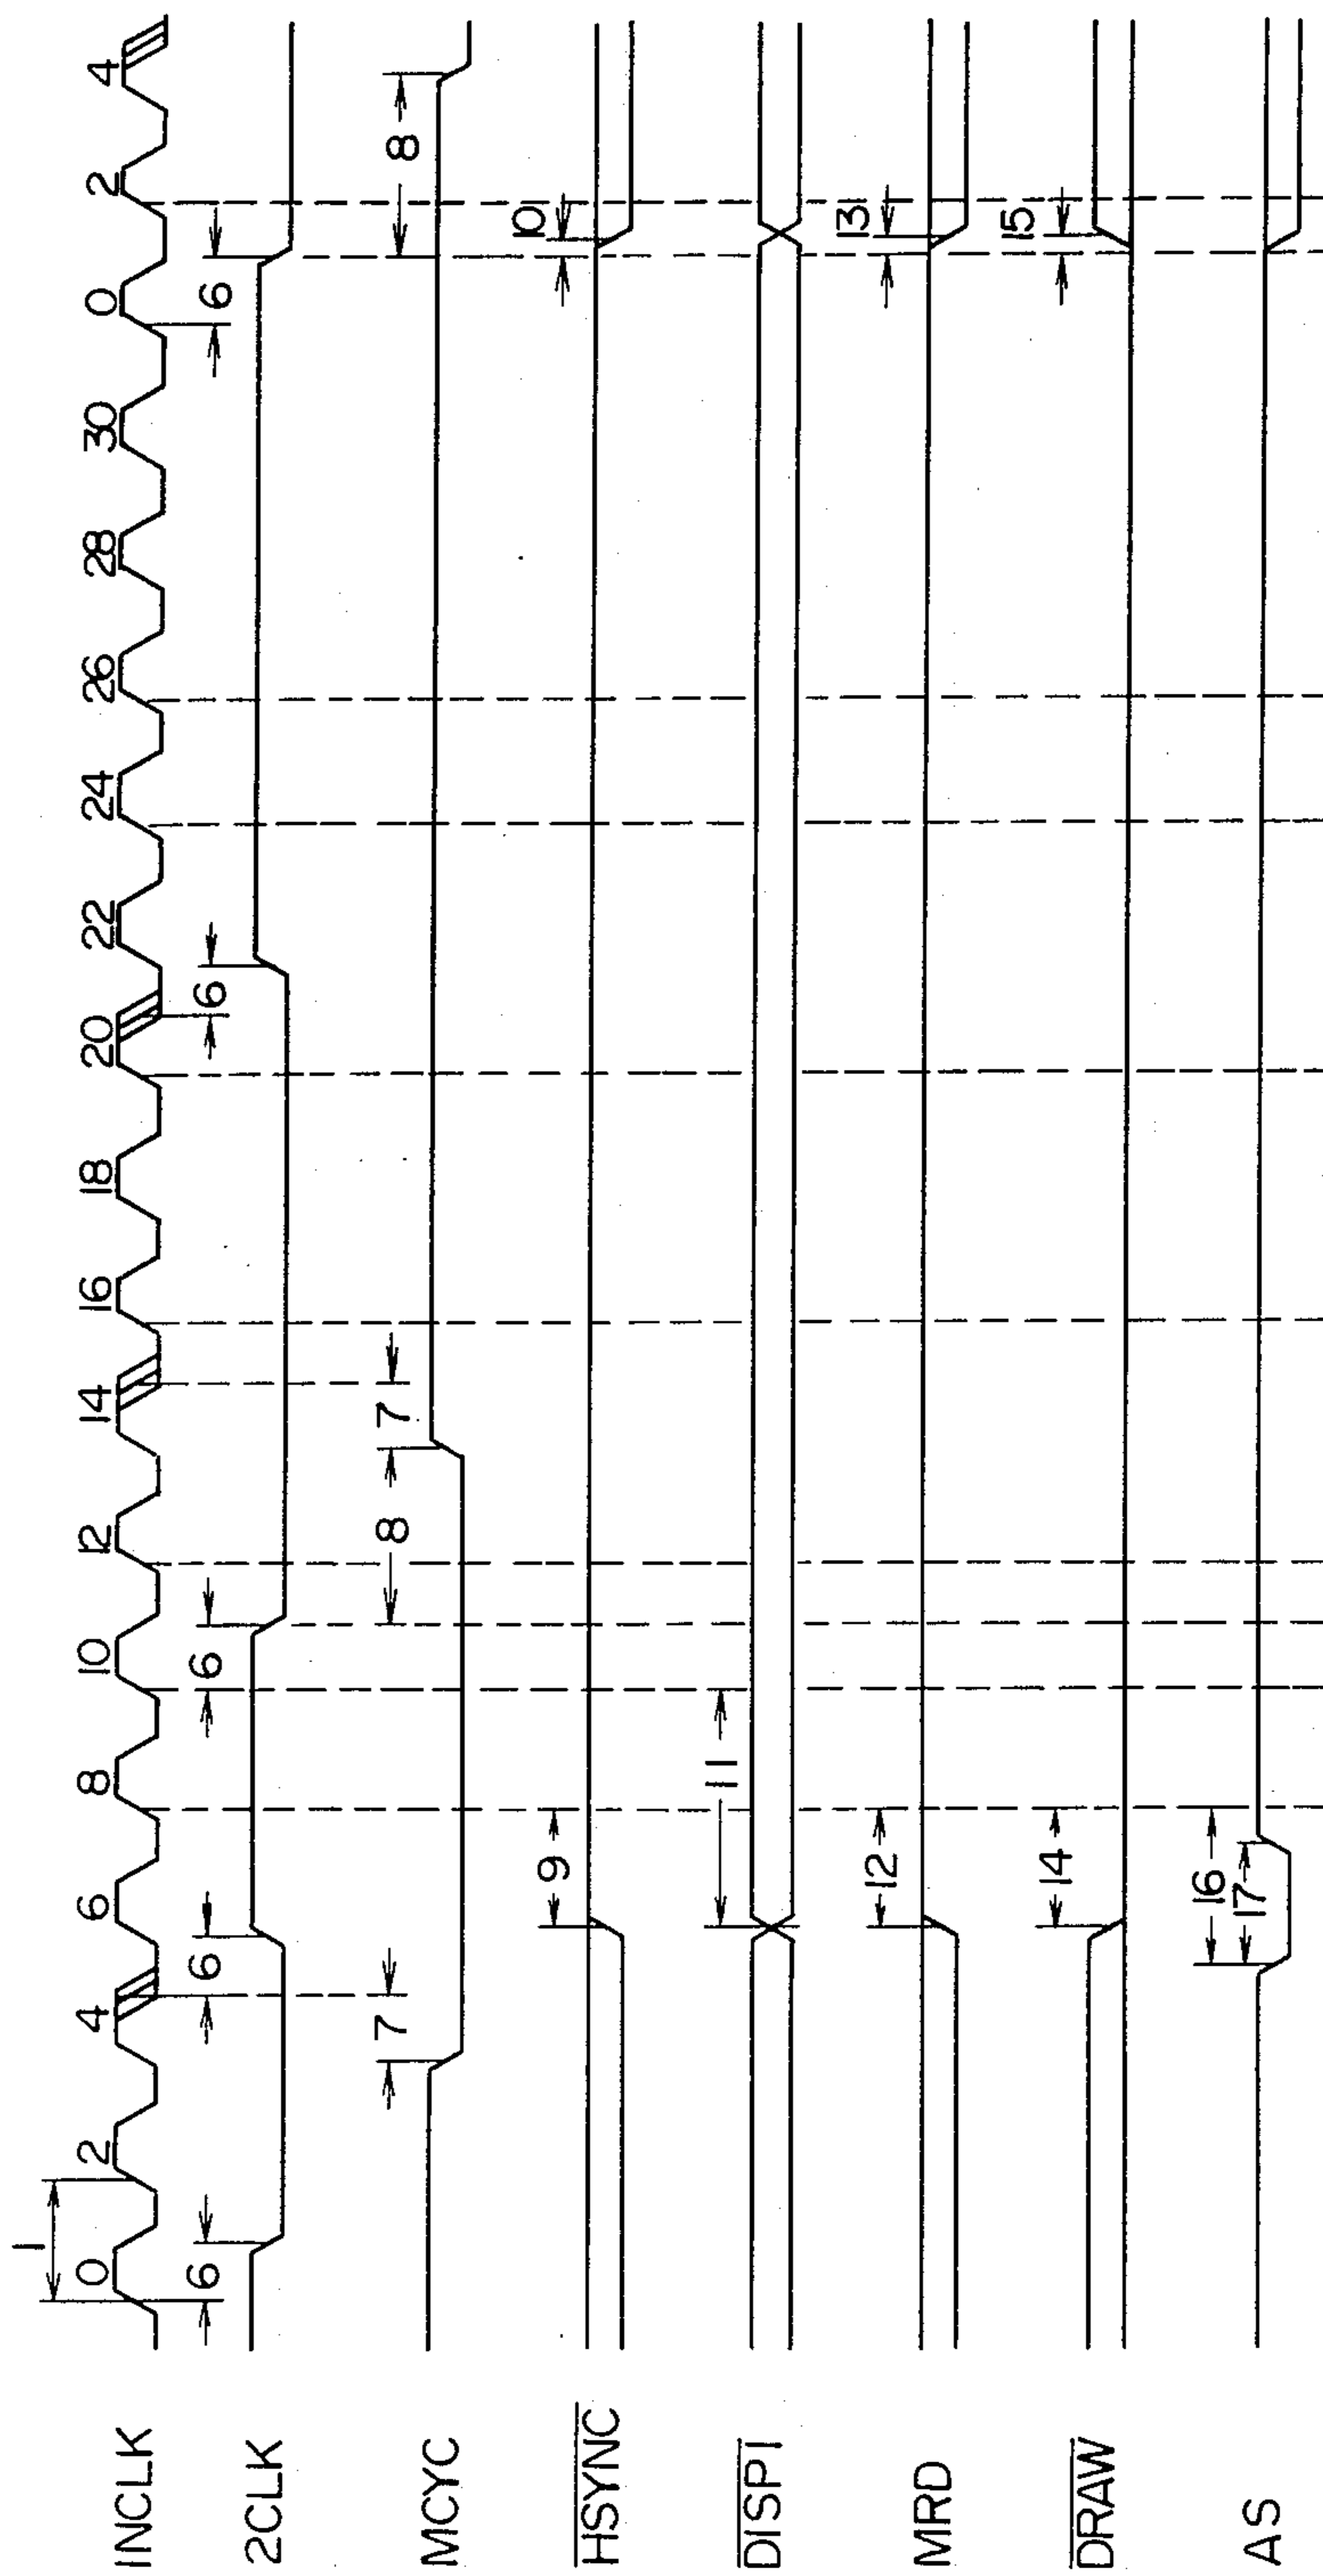 1
INCLK 0 2 4 6 8 10 12 14 16 18 20 22 24 26 28 30 0 2 4
2CLK 6 6 6 6 6
MCYC 7 8 7 8
HSYNC 9 10
DISP1 11
MRD 12 13
DRAW 14 15
AS 16
17